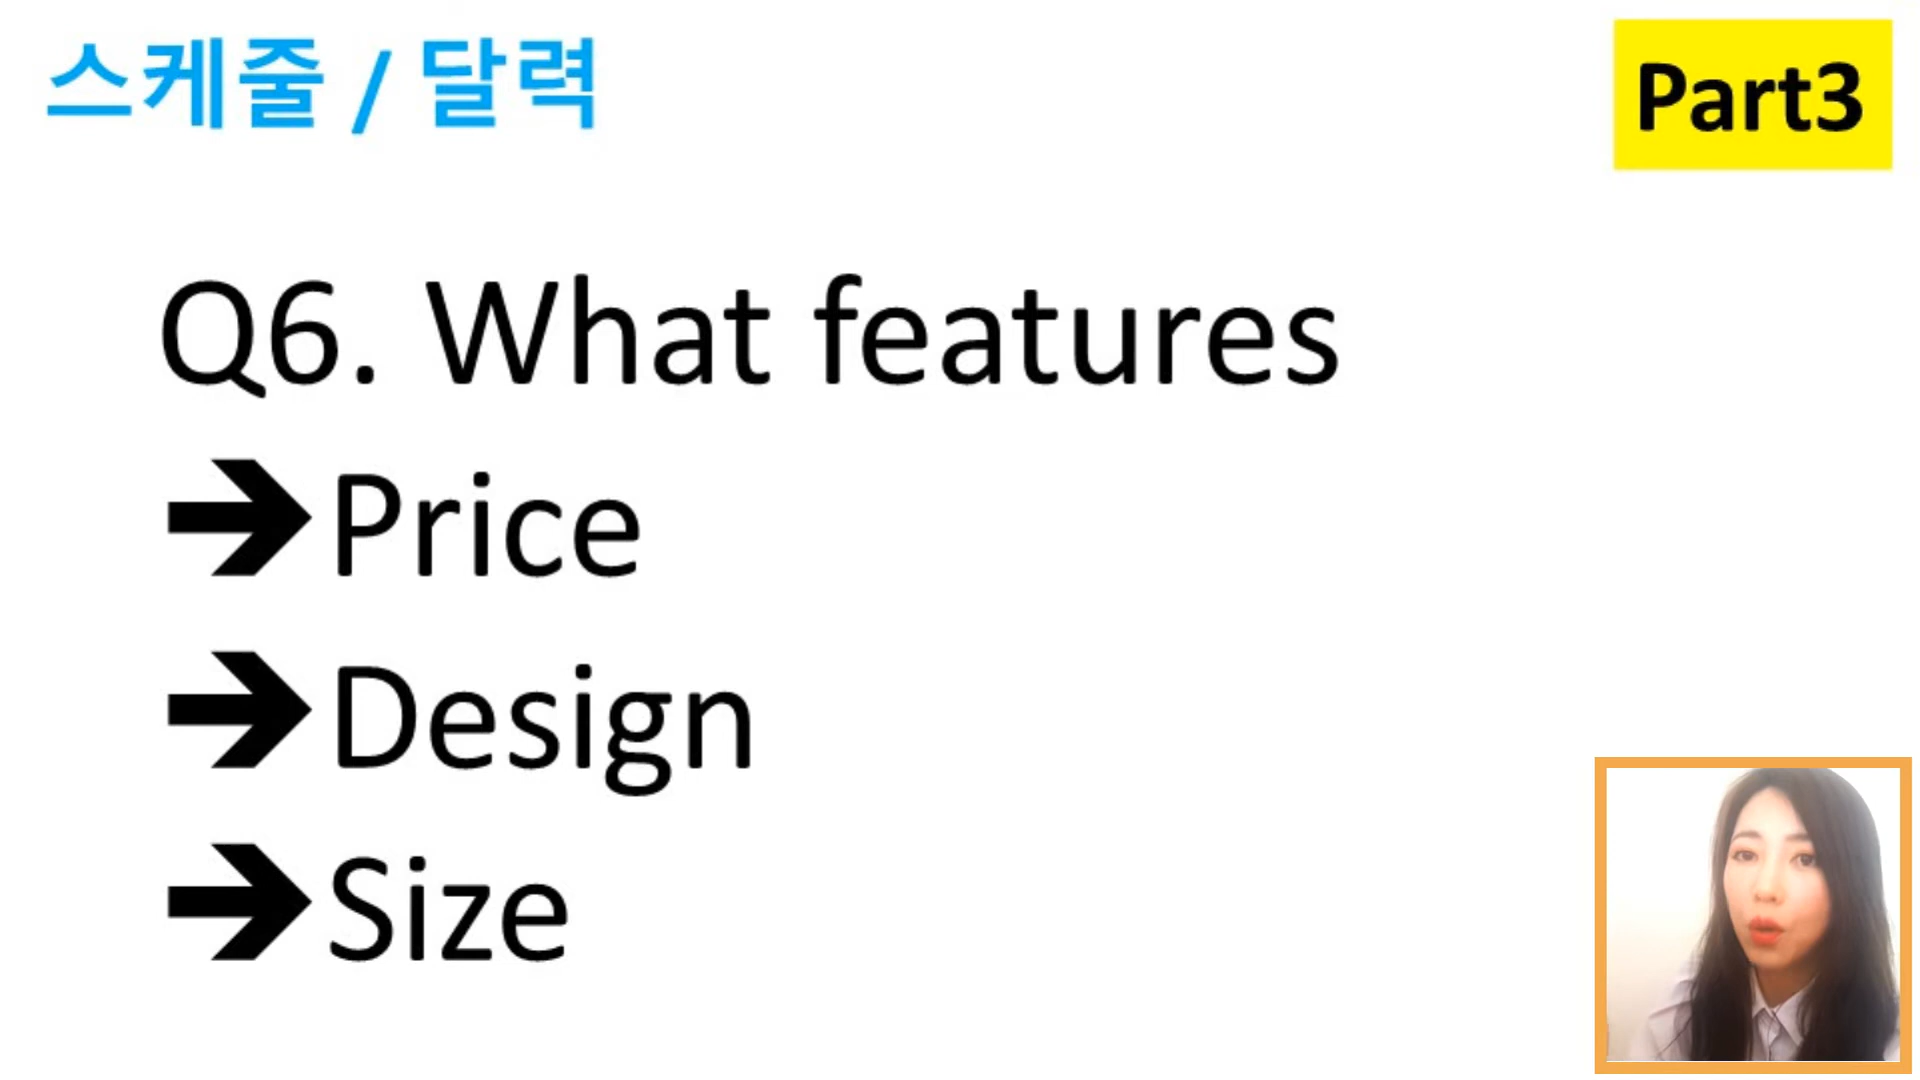 스케줄 / 달력
Part3
Q6. What features
➔Price
➔Design
➔Size